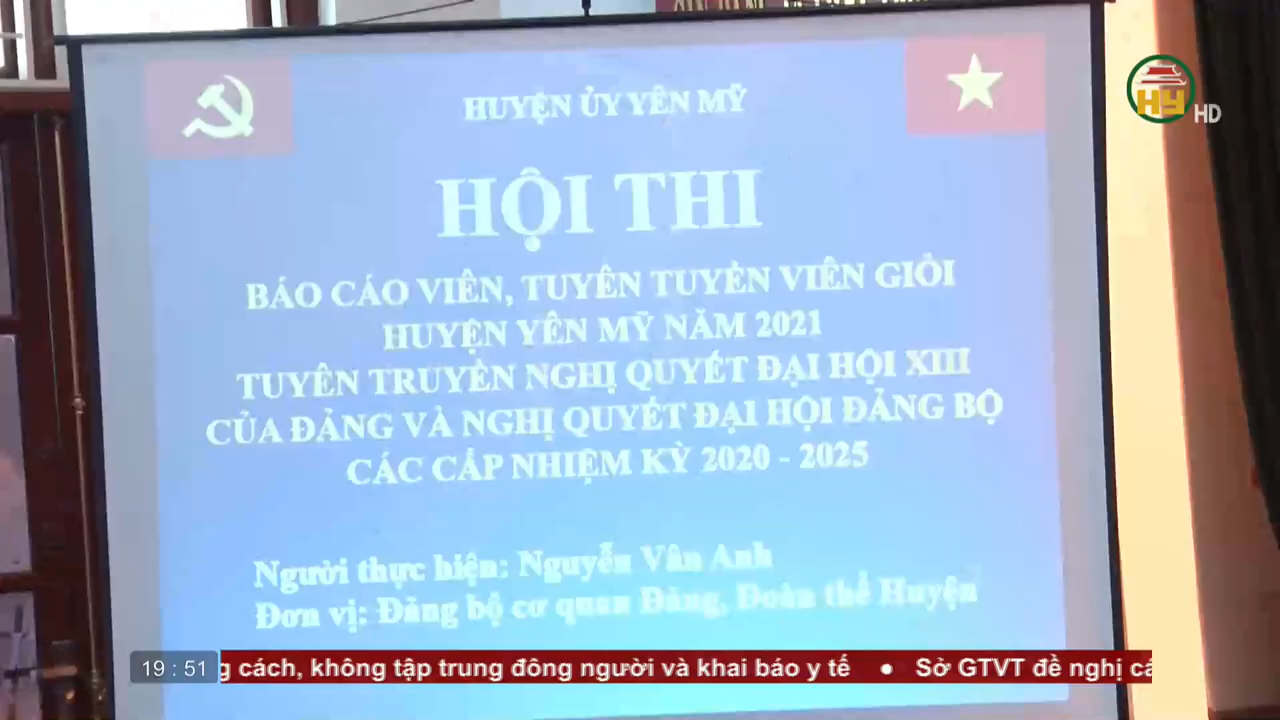 HUYỆN ỦY YÊN MỸ
HỘI THI
BÁO CÁO VIÊN, TUYÊN TUYỀN VIÊN GIỎI
HUYỆN YÊN MỸ NĂM 2021
TUYÊN TRUYỀN NGHỊ QUYẾT ĐẠI HỘI XIII
CỦA ĐẢNG VÀ NGHỊ QUYẾT ĐẠI HỘI ĐẢNG BỘ
CÁC CẤP NHIỆM KỲ 2020 - 2025
Người thực hiện: Nguyễn Vân Anh
Đơn vị: Đảng bộ cơ quan Đảng, Đoàn thể Huyện
HY HD
19 : 51
g cách, không tập trung đông người và khai báo y tế • Sở GTVT đề nghị cá